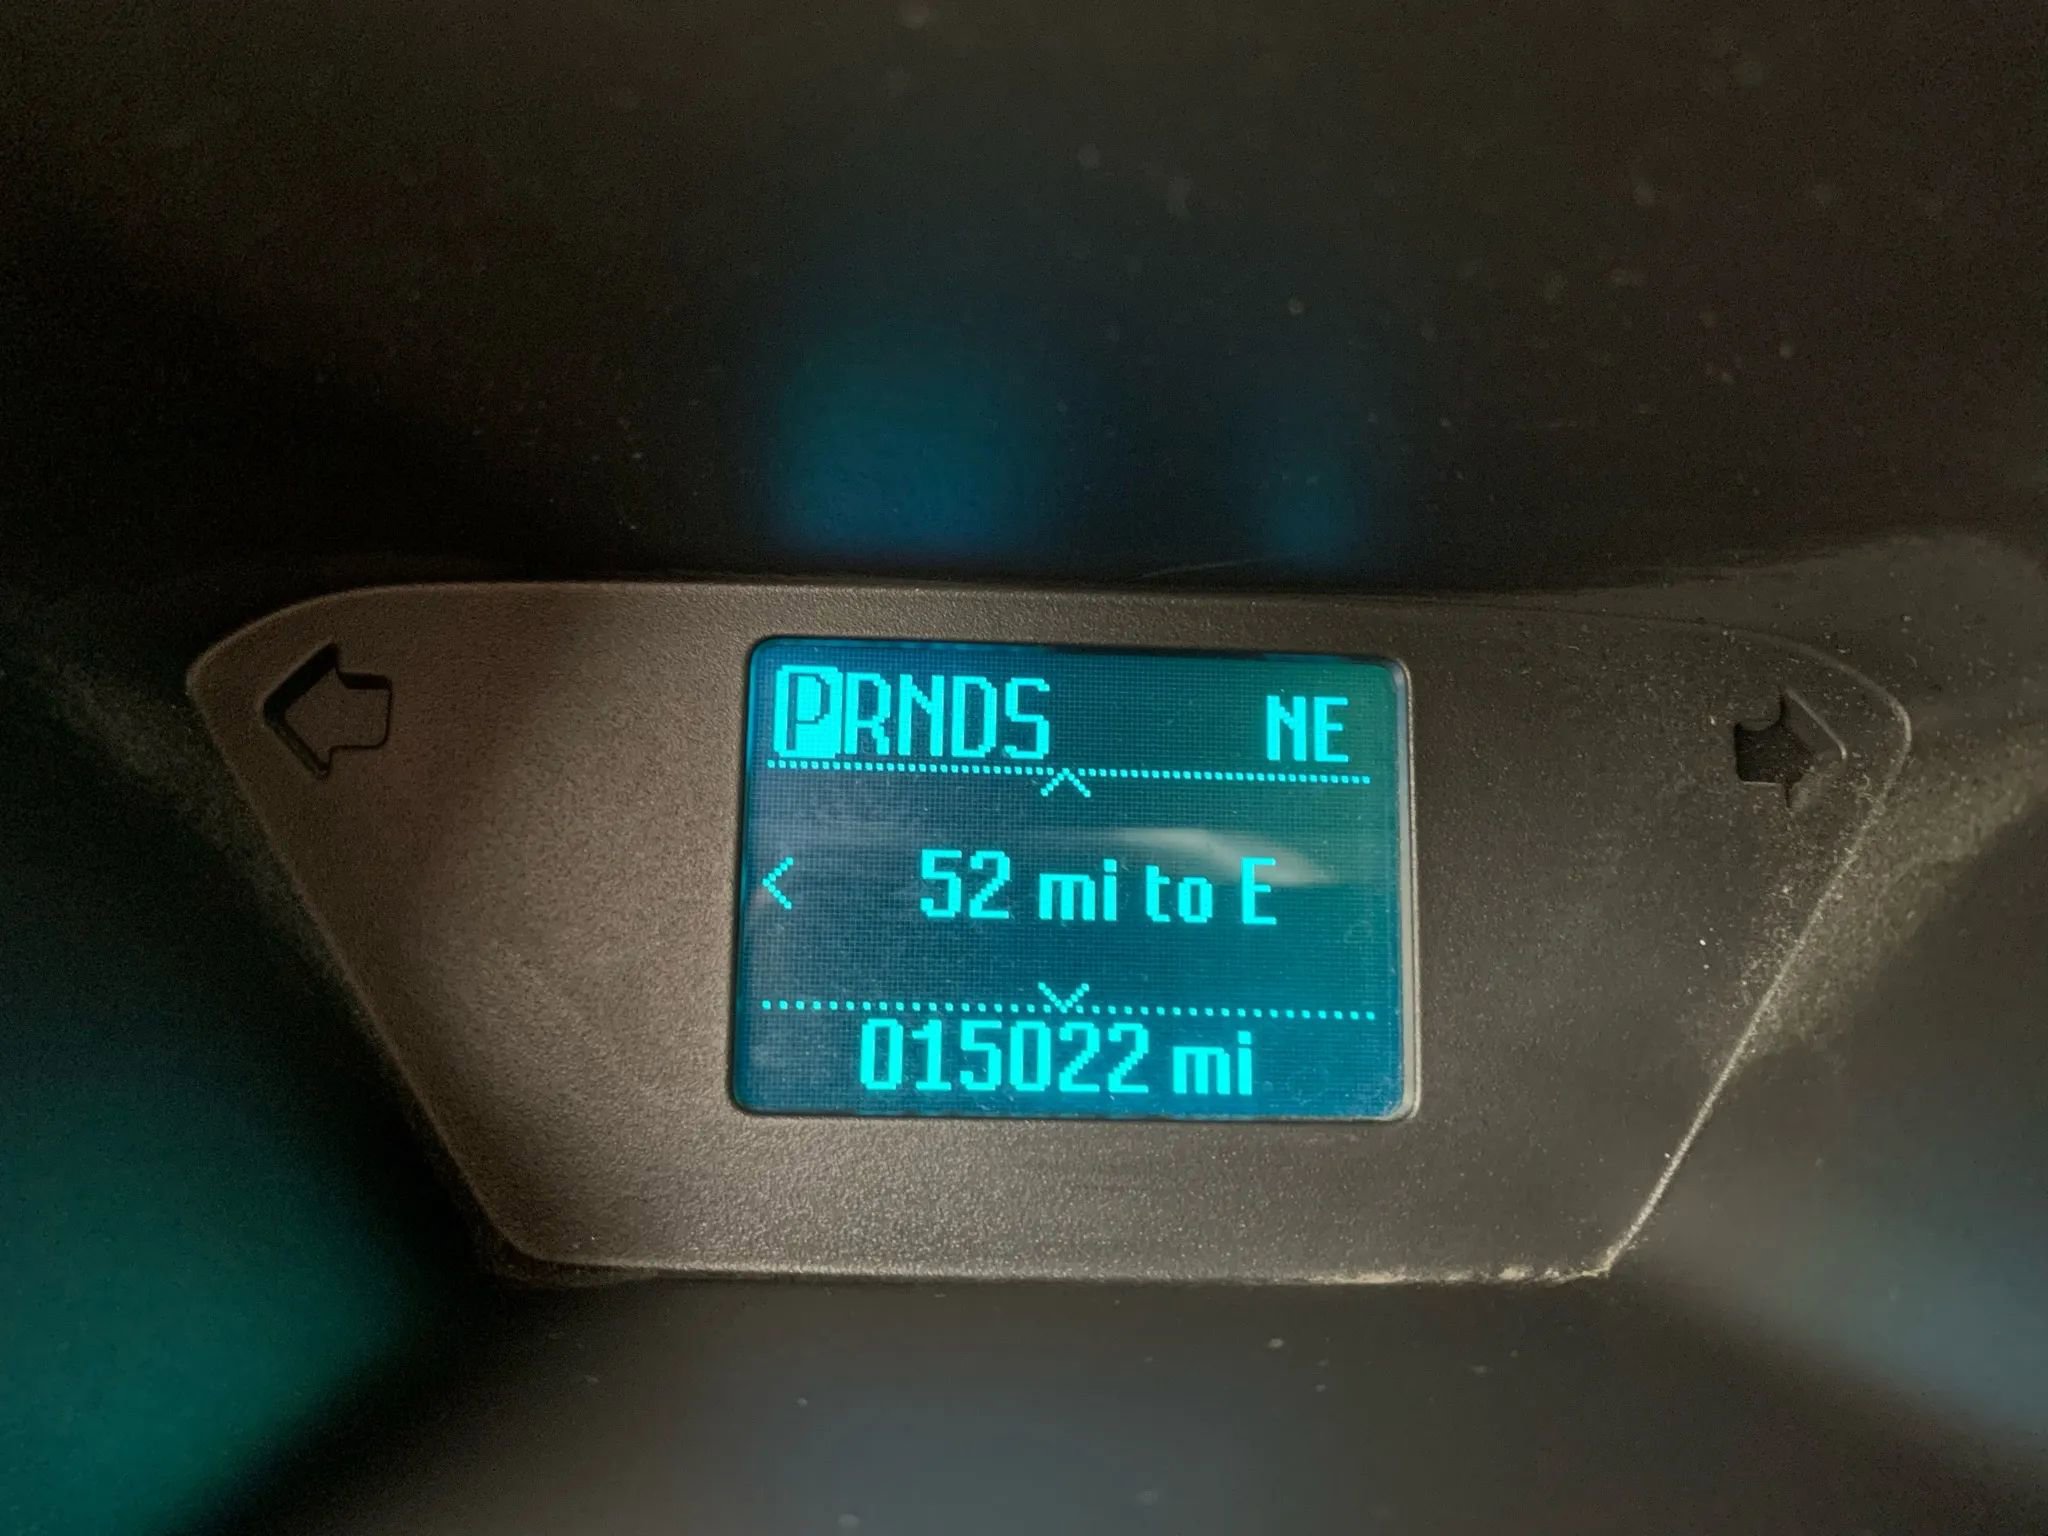 PRNDS NE
52 mi to E
015022 mi